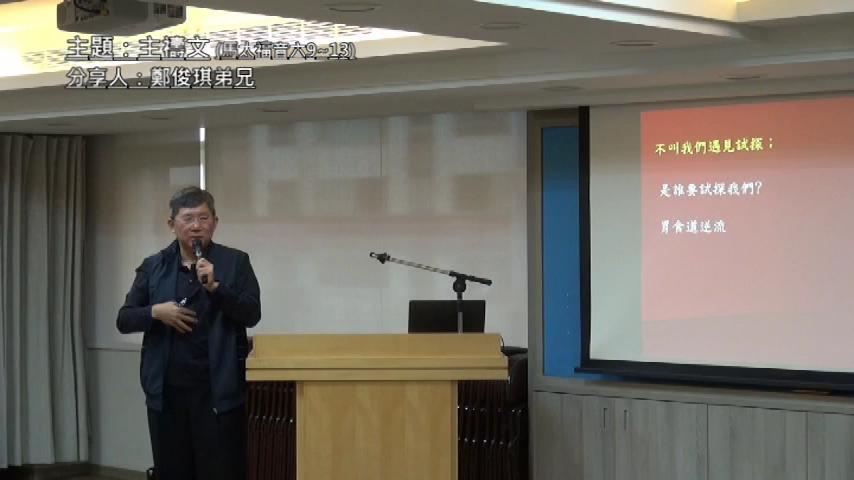 主題：主禱文 (馬太福音六9~13)
分享人：鄭俊琪弟兄
不叫我們遇見試探；
是誰要試探我們？
胃食道逆流